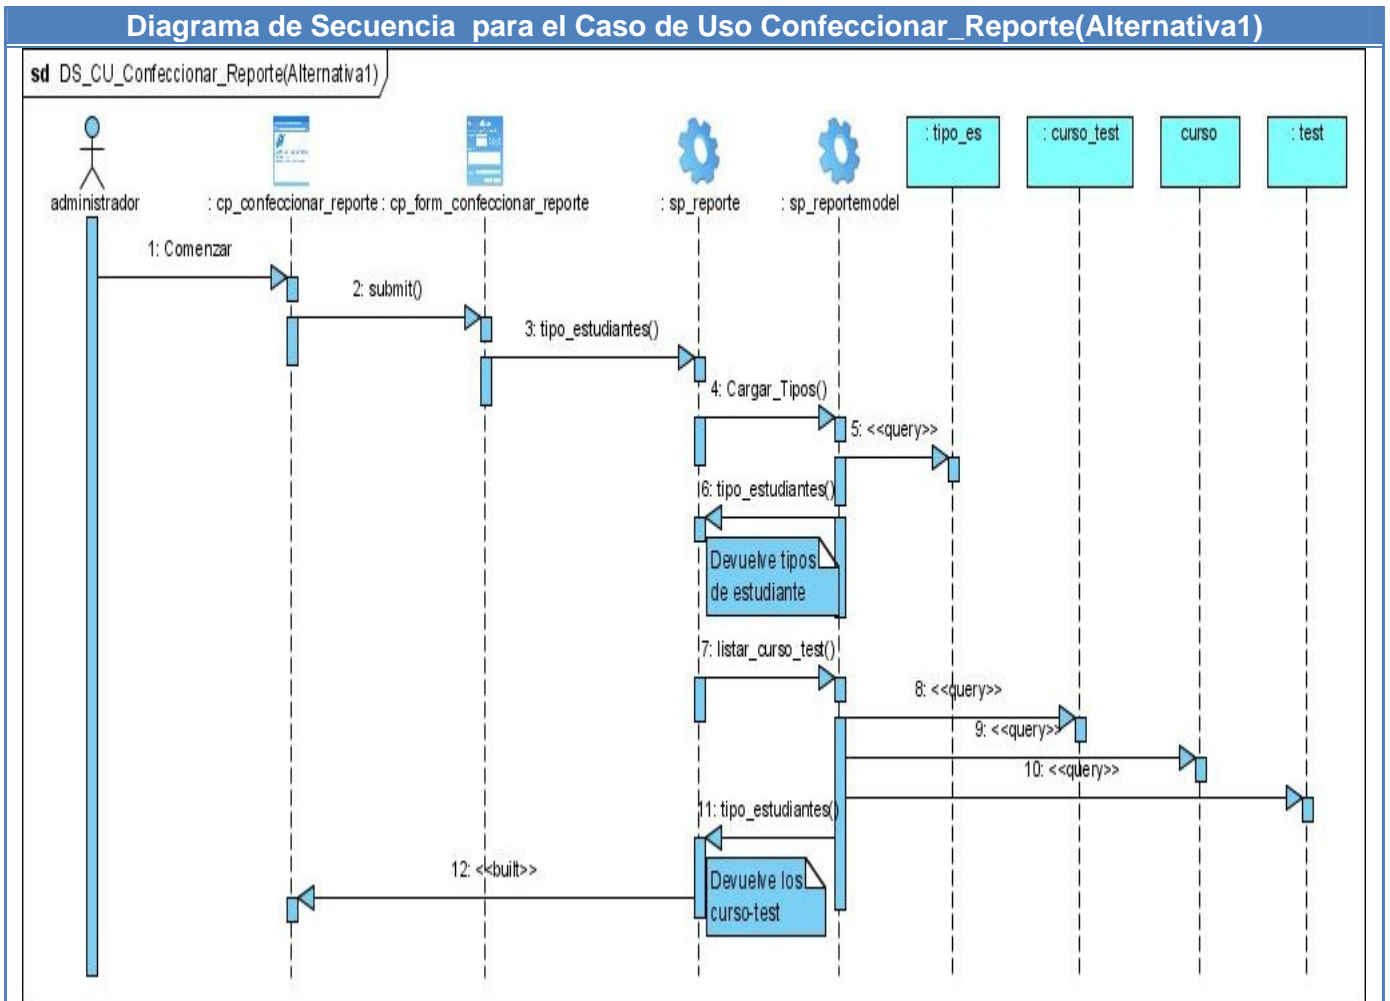 Diagrama de Secuencia para el Caso de Uso Confeccionar_Reporte(Alternativa1)
sd DS_CU_Confeccionar_Reporte(Alternativa1)
: tipo_es
: curso_test
curso
: test
administrador
: cp_confeccionar_reporte
: cp_form_confeccionar_reporte
: sp_reporte
: sp_reportemodel
1: Comenzar
2: submit()
3: tipo_estudiantes()
4: Cargar_Tipos()
5: <<query>>
6: tipo_estudiantes()
Devuelve tipos
de estudiante
7: listar_curso_test()
8: <<query>>
9: <<query>>
10: <<query>>
11: tipo_estudiantes()
12: <<built>>
Devuelve los
curso-test